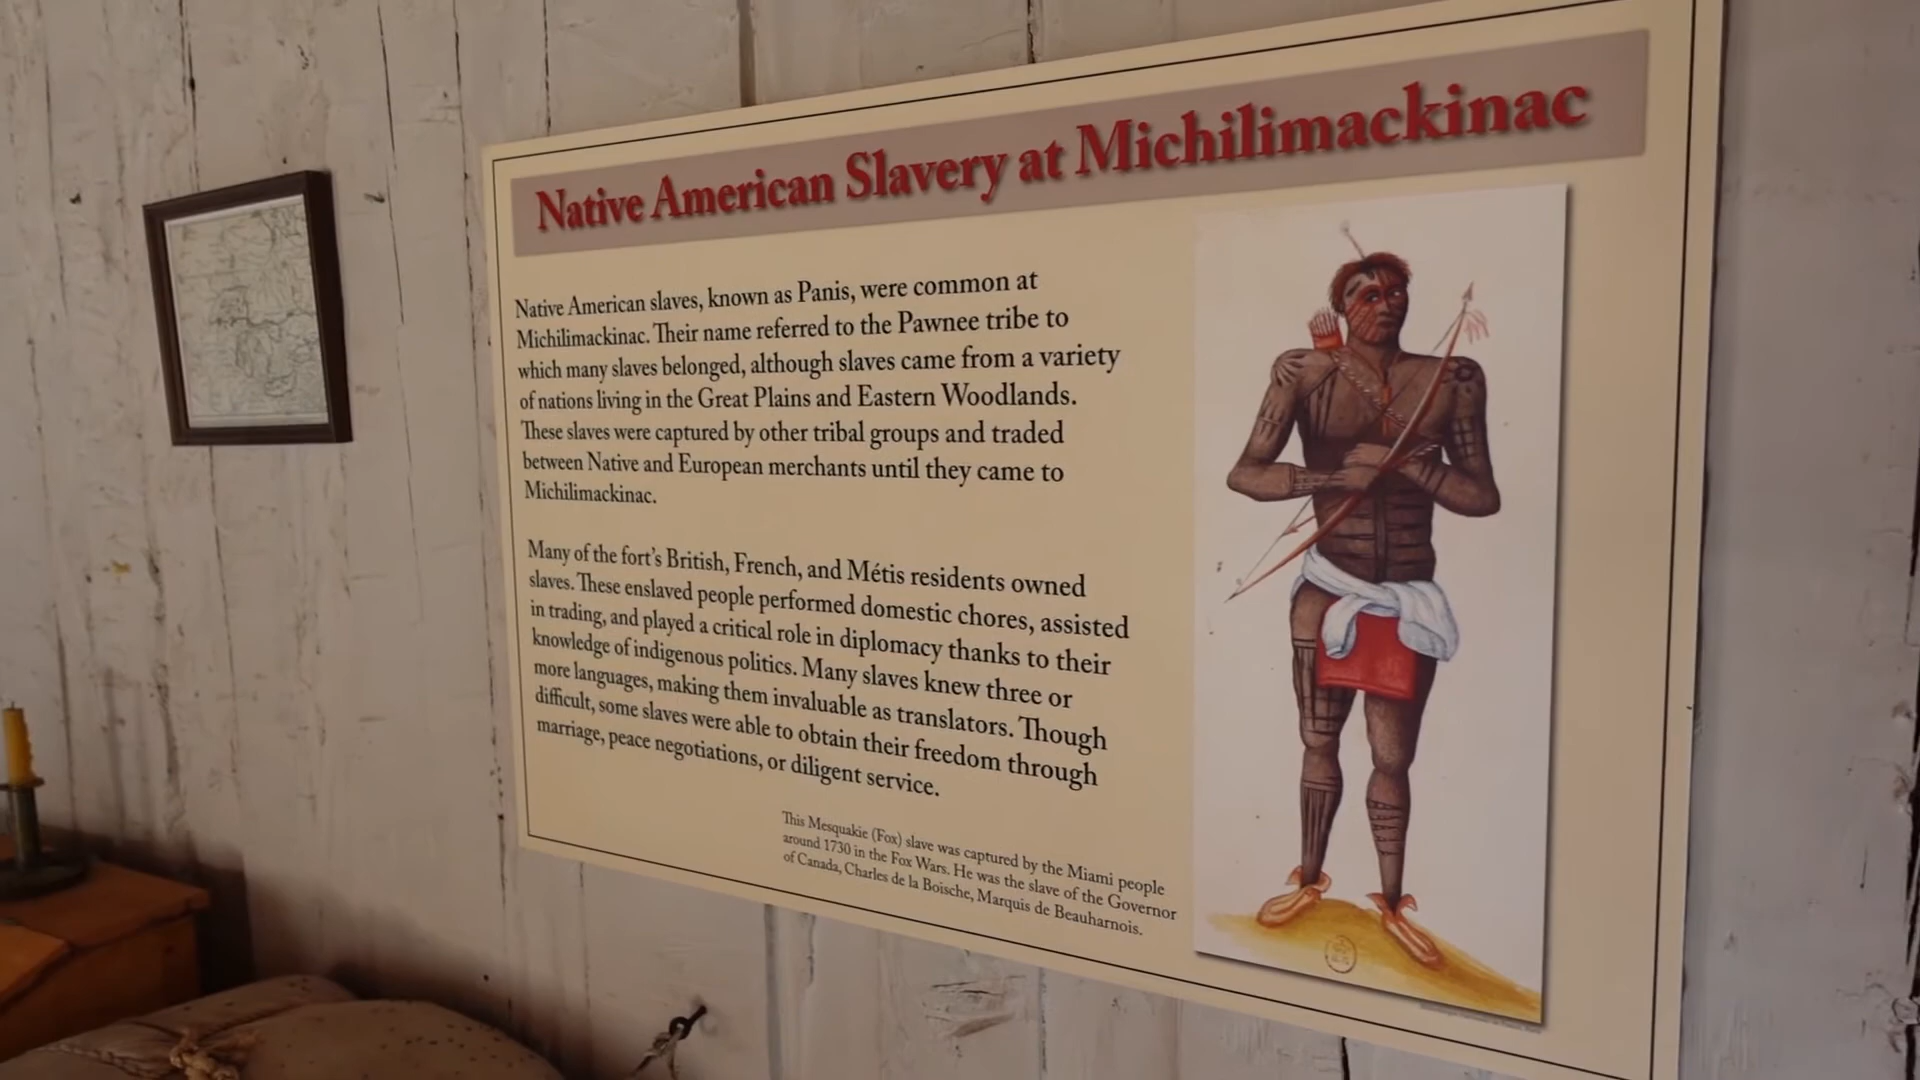 Native American Slavery at Michilimackinac
Native American slaves, known as Panis, were common at
Michilimackinac. Their name referred to the Pawnee tribe to
which many slaves belonged, although slaves came from a variety
of nations living in the Great Plains and Eastern Woodlands.
These slaves were captured by other tribal groups and traded
between Native and European merchants until they came to
Michilimackinac.
Many of the fort's British, French, and Métis residents owned
slaves. These enslaved people performed domestic chores, assisted
in trading, and played a critical role in diplomacy thanks to their
knowledge of indigenous politics. Many slaves knew three or
more languages, making them invaluable as translators. Though
difficult, some slaves were able to obtain their freedom through
marriage, peace negotiations, or diligent service.
This Mesquakie (Fox) slave was captured by the Miami people
around 1730 in the Fox Wars. He was the slave of the Governor
of Canada, Charles de la Boische, Marquis de Beauharnois.